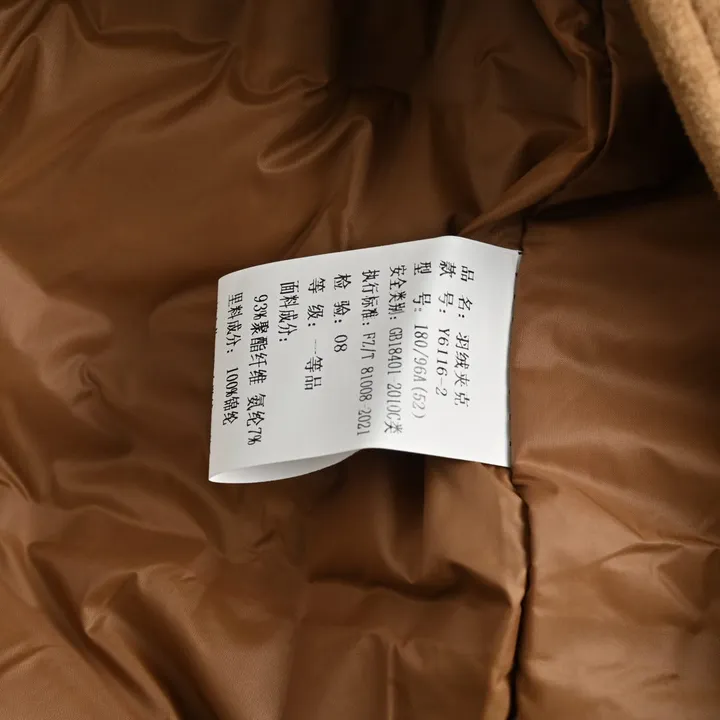 品 名：羽绒夹克
款 号：Y6116-2
型 号：180/96A(52)
安全类别：GB18401-2010C类
执行标准：FZ/T 81008-2021
检 验：08
等 级：一等品
面料成分：
93%聚酯纤维 氨纶7%
里料成分：100%锦纶